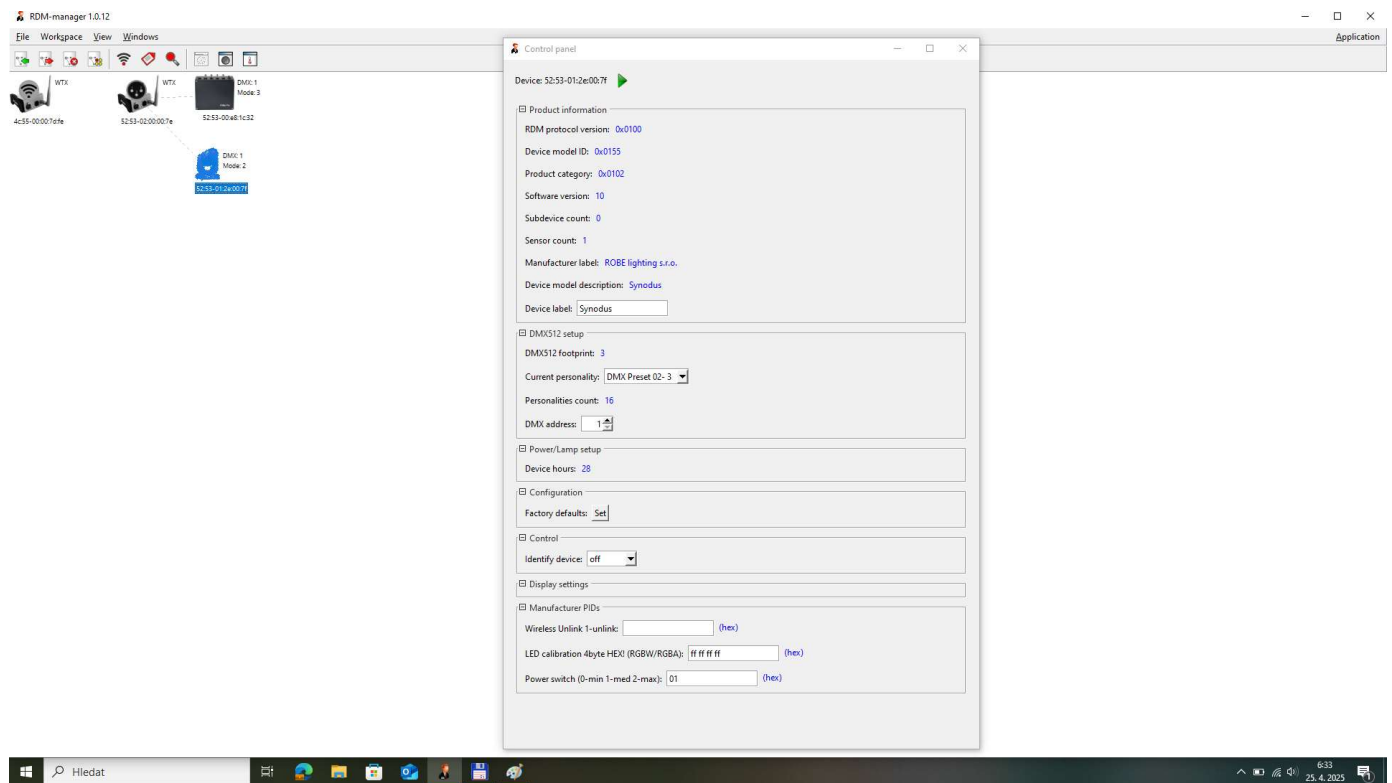 RDM-manager 1.0.12
File Workspace View Windows Application
WTX
4c:55-00:00:7d:fe
WTX
52:53-02:00:00:7e
DMX: 1
Mode: 3
52:53-00:e8:1c:32
DMX: 1
Mode: 2
52:53-01:2e:00:7f
Control panel
Device: 52:53-01:2e:00:7f
Product information
RDM protocol version: 0x0100
Device model ID: 0x0155
Product category: 0x0102
Software version: 10
Subdevice count: 0
Sensor count: 1
Manufacturer label: ROBE lighting s.r.o.
Device model description: Synodus
Device label: Synodus
DMX512 setup
DMX512 footprint: 3
Current personality: DMX Preset 02- 3
Personalities count: 16
DMX address: 1
Power/Lamp setup
Device hours: 28
Configuration
Factory defaults: Set
Control
Identify device: off
Display settings
Manufacturer PIDs
Wireless Unlink 1-unlink: (hex)
LED calibration 4byte HEX! (RGBW/RGBA): ff ff ff ff (hex)
Power switch (0-min 1-med 2-max): 01 (hex)
Hledat
6:33
25. 4. 2025